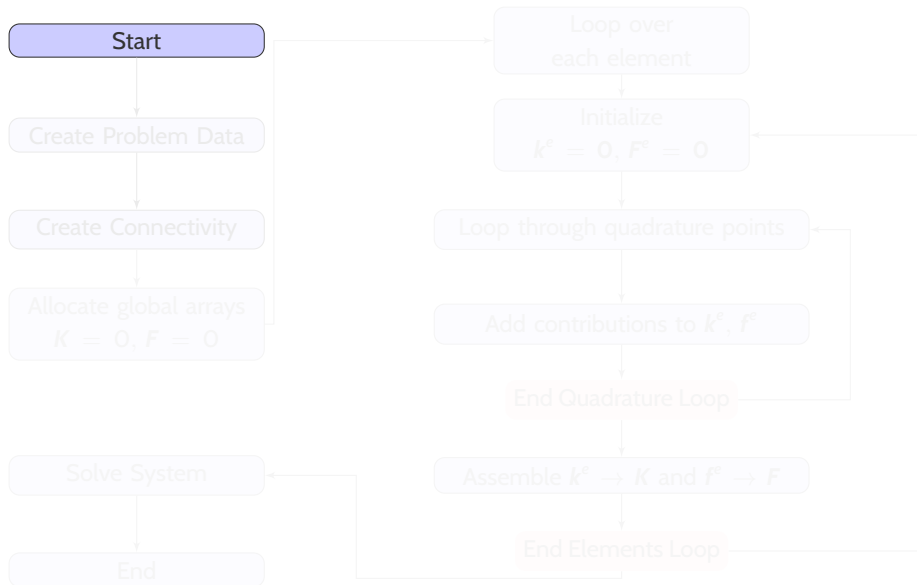 Start
Create Problem Data
Create Connectivity
Allocate global arrays
K = 0, F = 0
Loop over
each element
Initialize
kᵉ = 0, Fᵉ = 0
Loop through quadrature points
Add contributions to kᵉ, fᵉ
End Quadrature Loop
Assemble kᵉ → K and fᵉ → F
End Elements Loop
Solve System
End